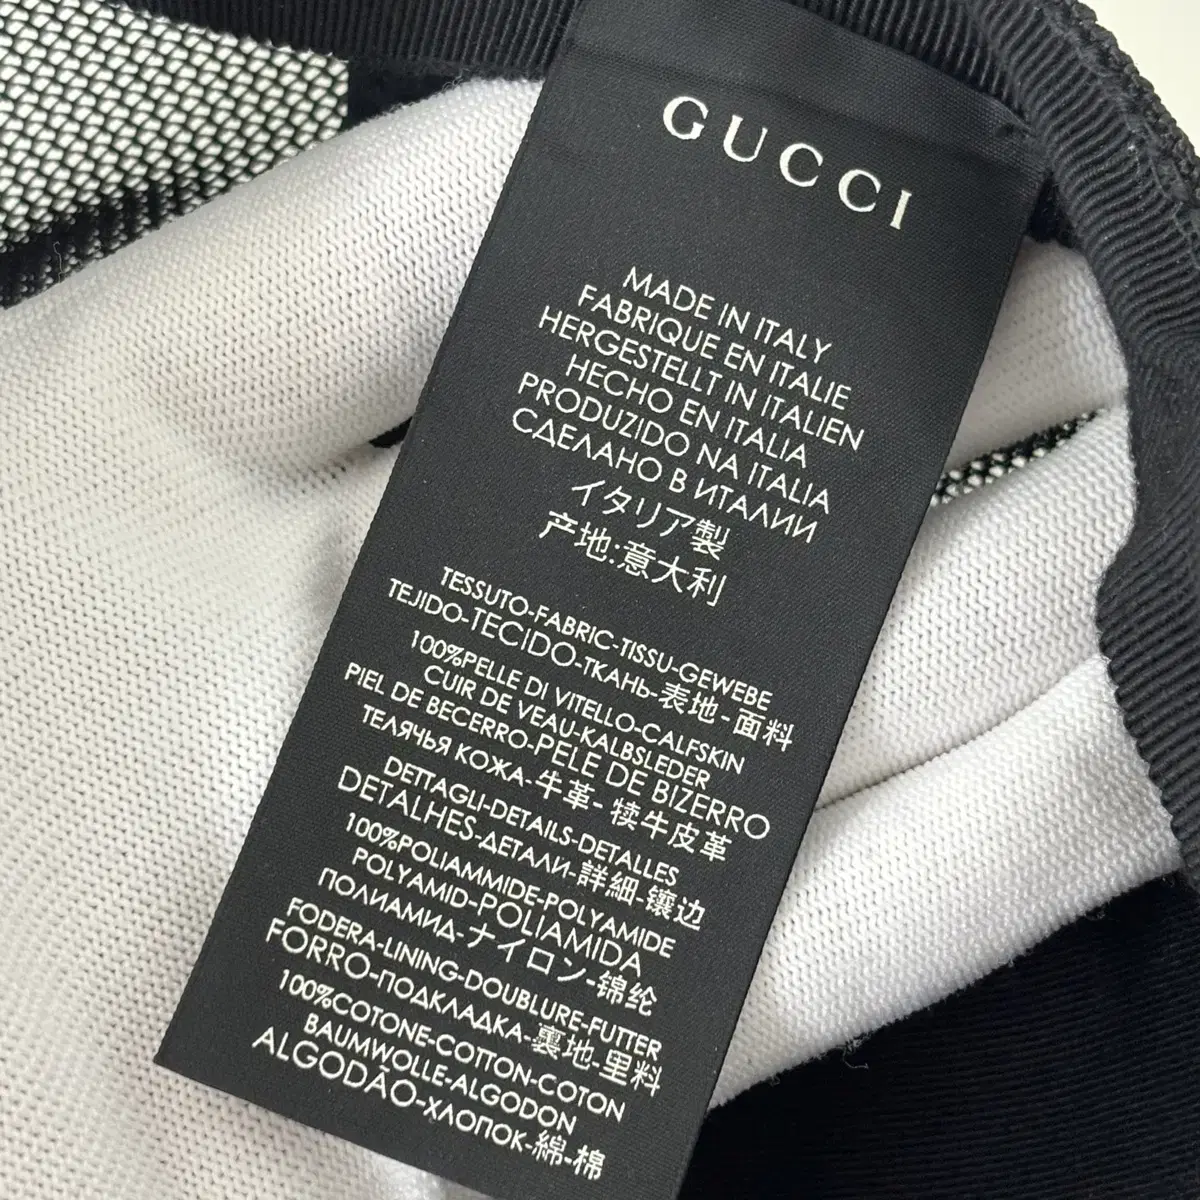 GUCCI
MADE IN ITALY
FABRIQUE EN ITALIE
HERGESTELLT IN ITALIEN
HECHO EN ITALIA
PRODUZIDO NA ITALIA
СДЕЛАНО В ИТАЛИИ
イタリア製
产地:意大利
TESSUTO-FABRIC-TISSU-GEWEBE
TEJIDO-TECIDO-ТКАНЬ-表地-面料
100%PELLE DI VITELLO-CALFSKIN
CUIR DE VEAU-KALBSLEDER
PIEL DE BECERRO-PELE DE BIZERRO
ТЕЛЯЧЬЯ КОЖА-牛革-犊牛皮革
DETTAGLI-DETAILS-DETALLES
DETALHES-ДЕТАЛИ-詳細-镶边
100%POLIAMMIDE-POLYAMIDE
POLYAMID-POLIAMIDA
ПОЛИАМИД-ナイロン-锦纶
FODERA-LINING-DOUBLURE-FUTTER
FORRO-ПОДКЛАДКА-裏地-里料
100%COTONE-COTTON-COTON
BAUMWOLLE-ALGODON
ALGODÃO-ХЛОПОК-綿-棉